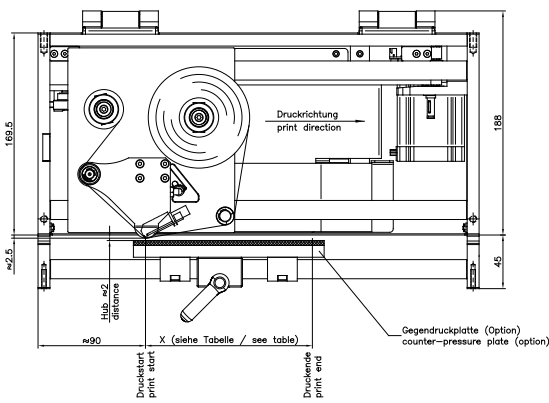 Druckrichtung
print direction
169.5
188
≈2.5
45
Hub ≈2
distance
≈90
X (siehe Tabelle / see table)
Gegendruckplatte (Option)
counter-pressure plate (option)
Druckstart
print start
Druckende
print end